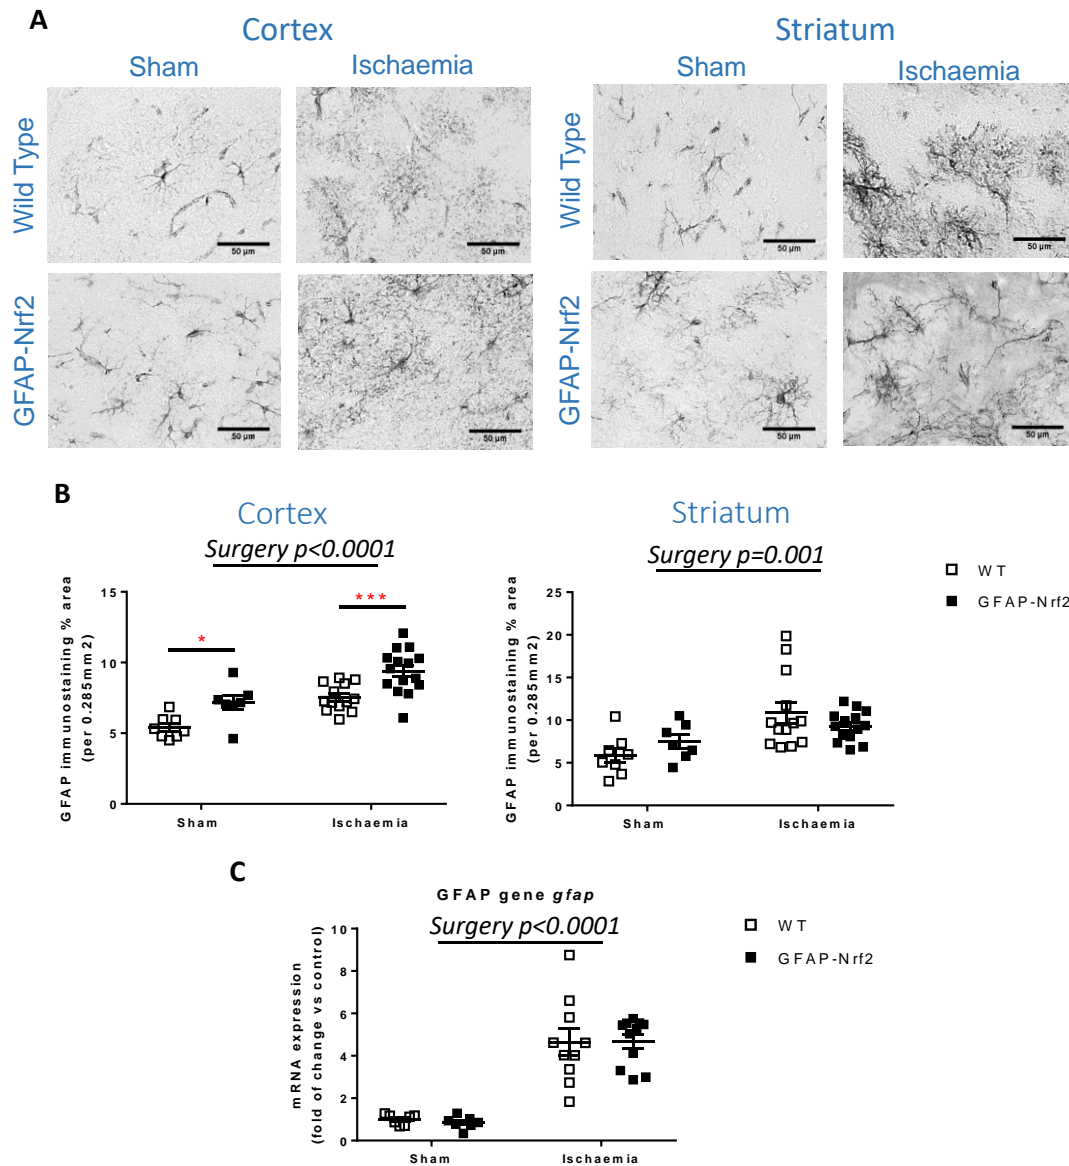 A
Cortex
Striatum
Sham
Ischaemia
Sham
Ischaemia
Wild Type
50 µm
50 µm
Wild Type
50 µm
50 µm
GFAP-Nrf2
50 µm
50 µm
GFAP-Nrf2
50 µm
50 µm
B
Cortex
Surgery p<0.0001
GFAP immunostaining % area
(per 0.285mm2)
15
10
5
0
*
***
Sham
Ischaemia
Striatum
Surgery p=0.001
GFAP immunostaining % area
(per 0.285mm2)
25
20
15
10
5
0
Sham
Ischaemia
WT
GFAP-Nrf2
C
GFAP gene gfap
Surgery p<0.0001
mRNA expression
(fold of change vs control)
10
8
6
4
2
0
Sham
Ischaemia
WT
GFAP-Nrf2